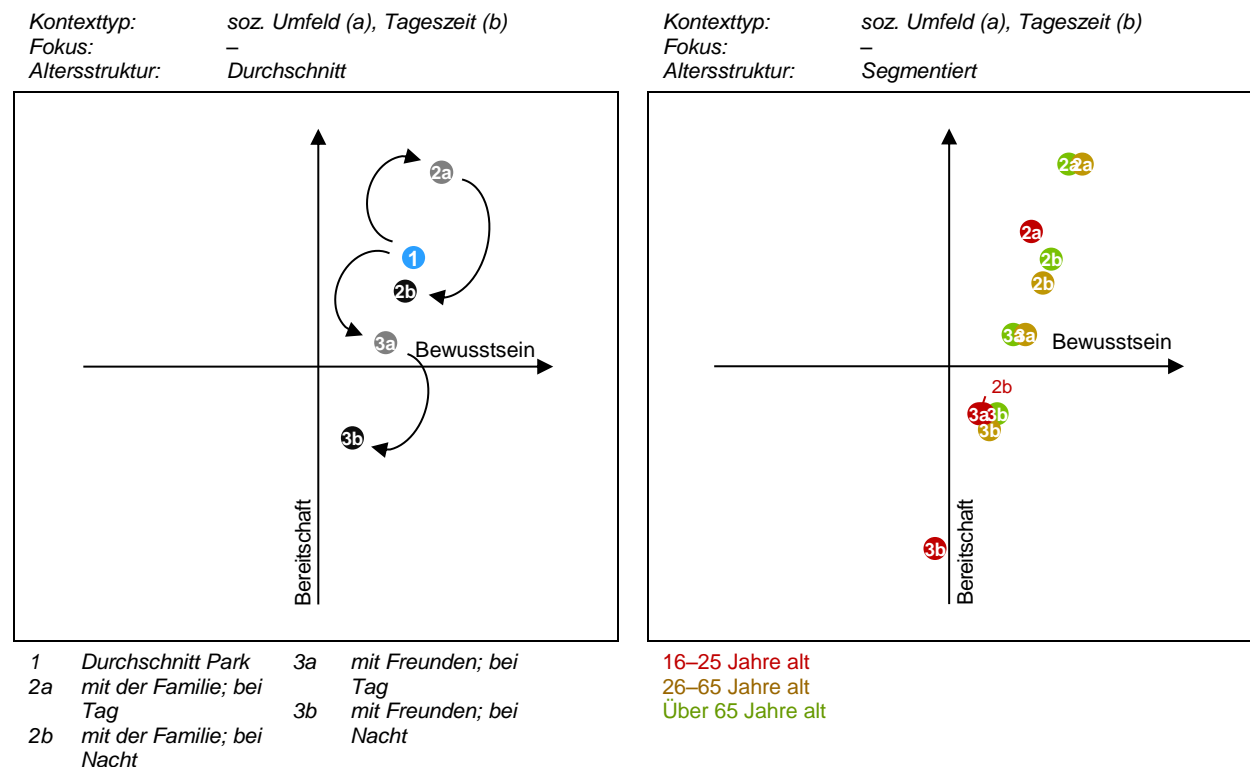 Kontexttyp: soz. Umfeld (a), Tageszeit (b)
Fokus: –
Altersstruktur: Durchschnitt
2a
1
2b
3a
Bewusstsein
3b
Bereitschaft
1 Durchschnitt Park
2a mit der Familie; bei
Tag
2b mit der Familie; bei
Nacht
3a mit Freunden; bei
Tag
3b mit Freunden; bei
Nacht
Kontexttyp: soz. Umfeld (a), Tageszeit (b)
Fokus: –
Altersstruktur: Segmentiert
2a 2a
2a
2b
2b
3a 3a
Bewusstsein
2b
3a 3b
3b
3b
Bereitschaft
16–25 Jahre alt
26–65 Jahre alt
Über 65 Jahre alt